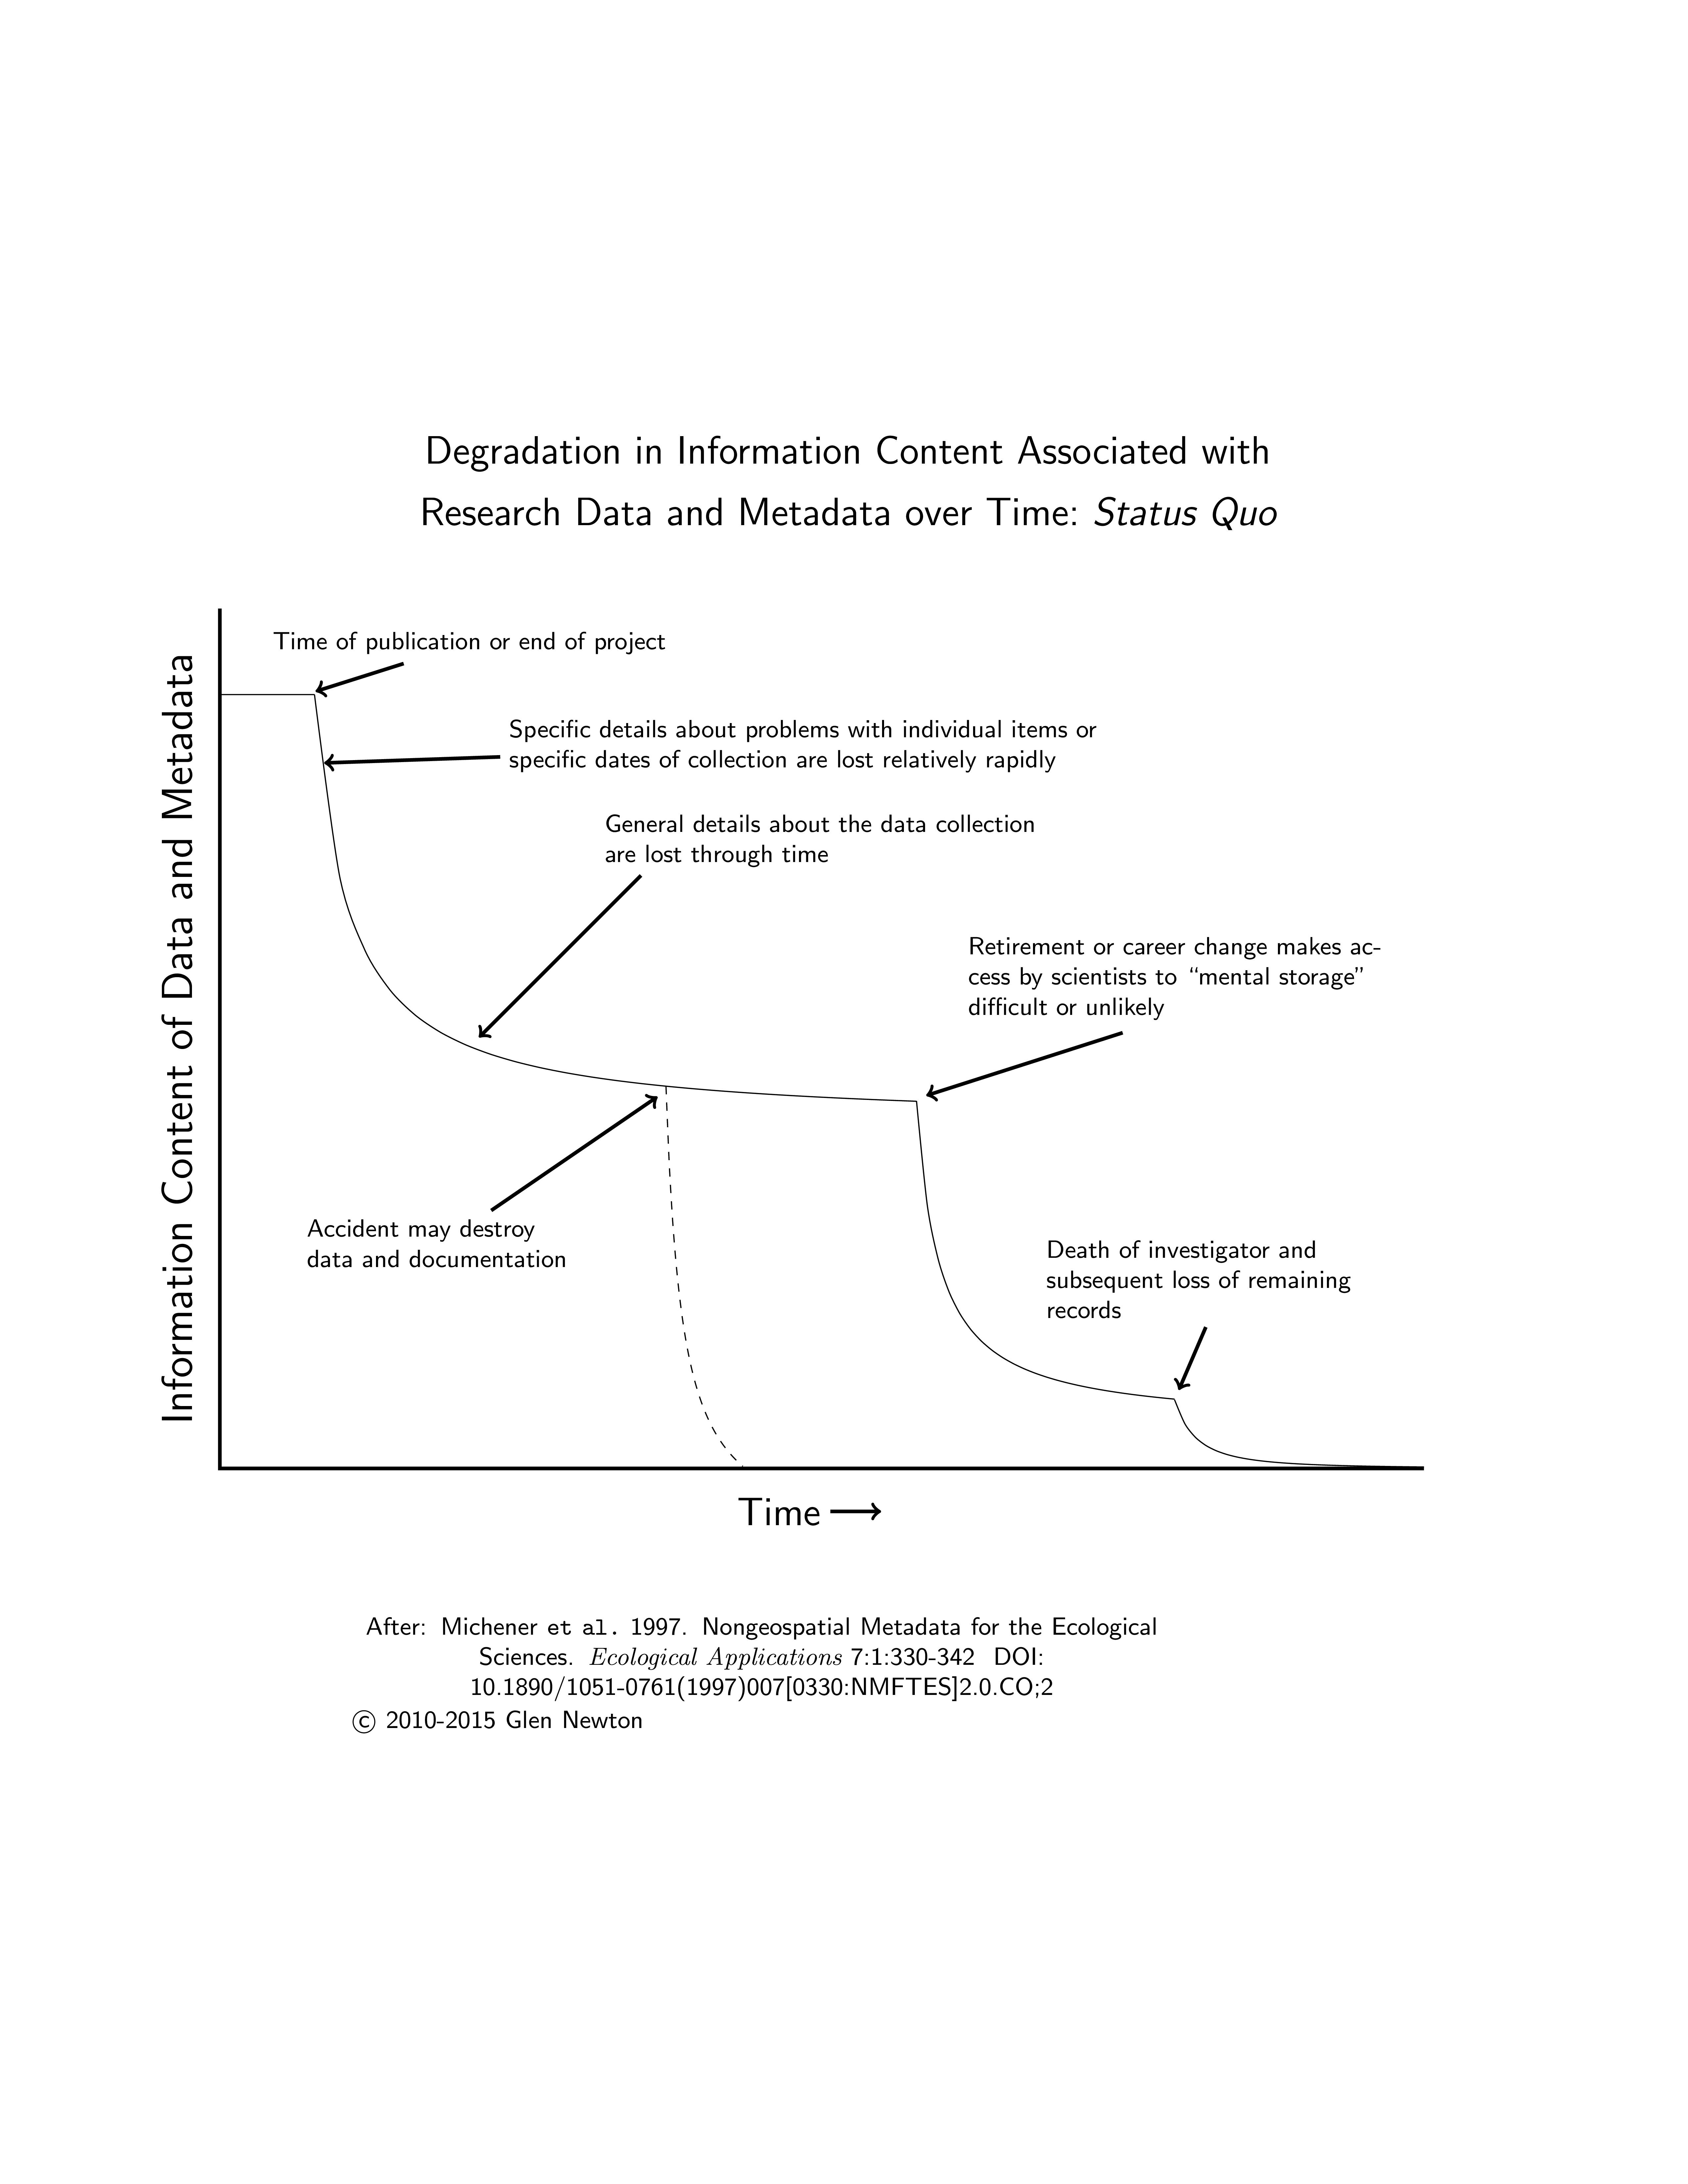 Degradation in Information Content Associated with
Research Data and Metadata over Time: Status Quo
Information Content of Data and Metadata
Time of publication or end of project
Specific details about problems with individual items or
specific dates of collection are lost relatively rapidly
General details about the data collection
are lost through time
Retirement or career change makes ac-
cess by scientists to “mental storage”
difficult or unlikely
Accident may destroy
data and documentation
Death of investigator and
subsequent loss of remaining
records
Time
After: Michener et al. 1997. Nongeospatial Metadata for the Ecological
Sciences. Ecological Applications 7:1:330-342 DOI:
10.1890/1051-0761(1997)007[0330:NMFTES]2.0.CO;2
© 2010-2015 Glen Newton